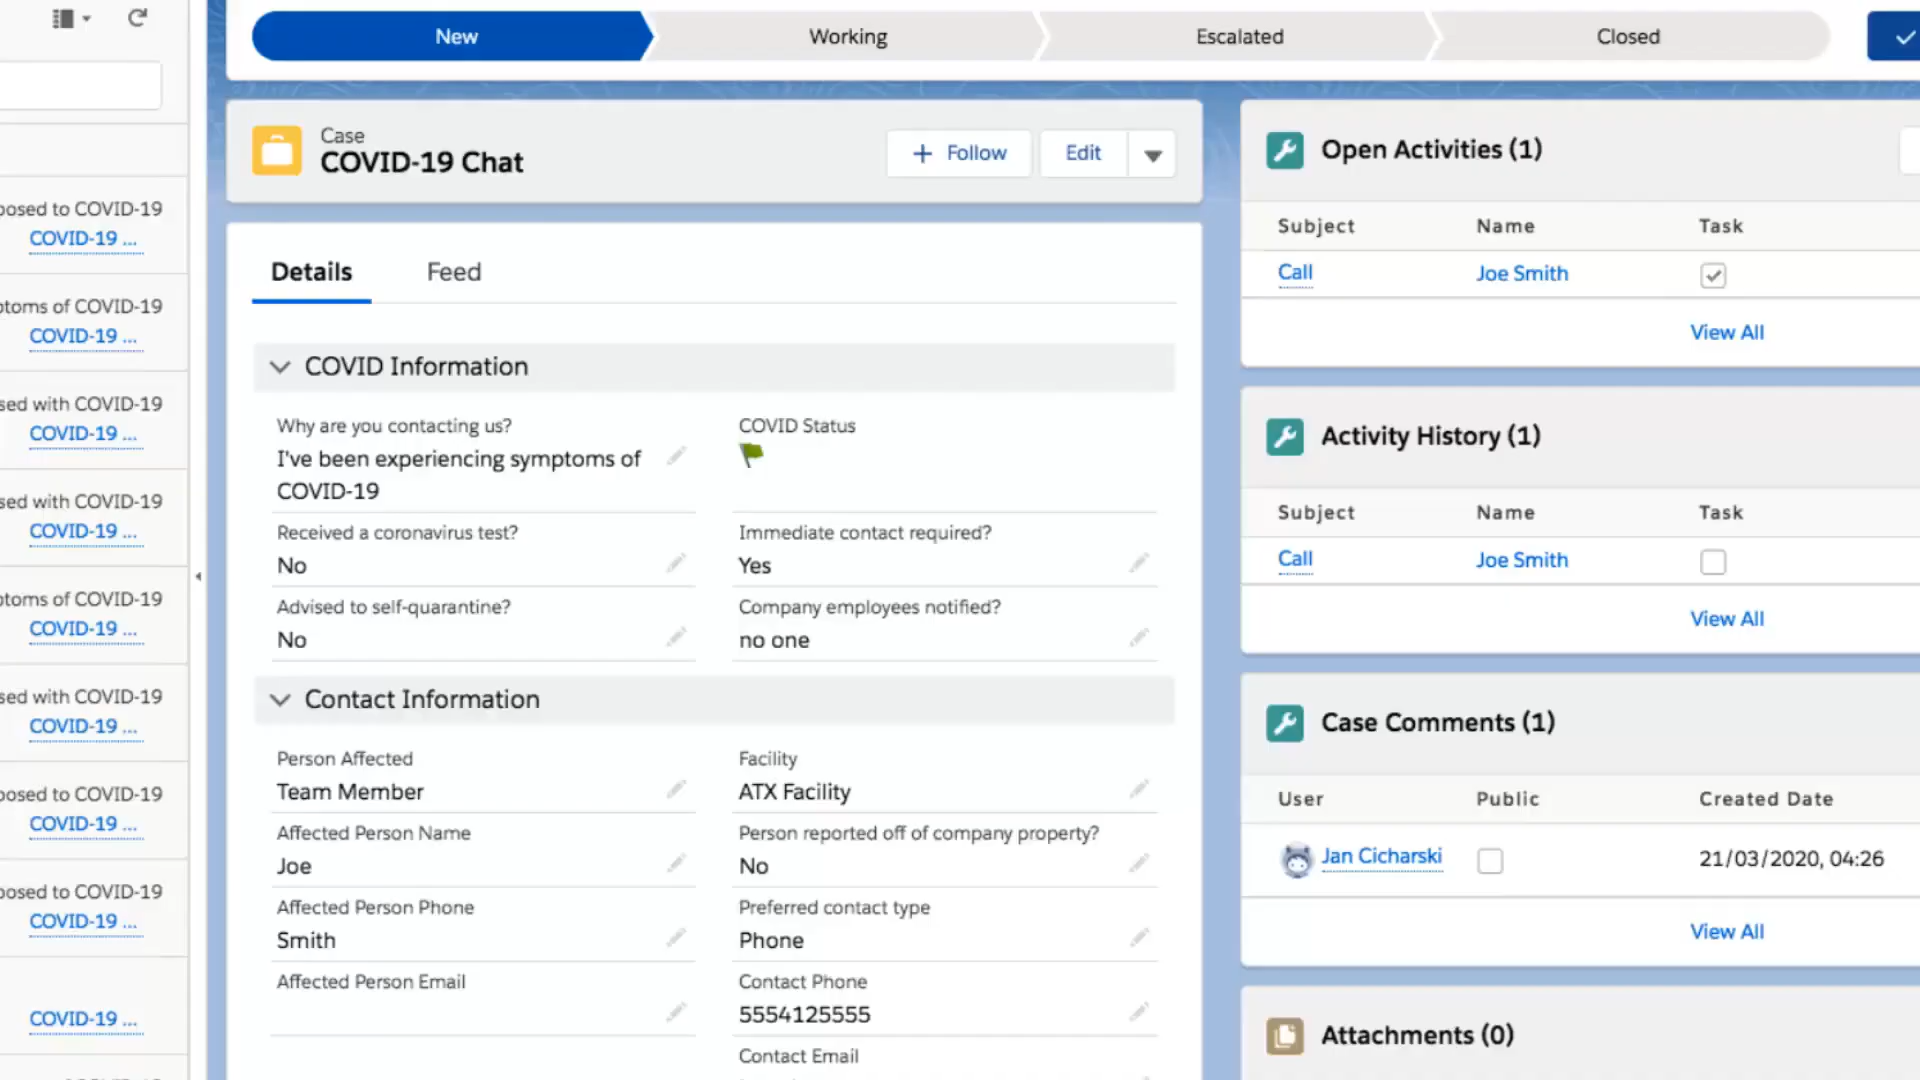 New
Working
Escalated
Closed
Case
COVID-19 Chat
Follow
Edit
Details
Feed
COVID Information
Why are you contacting us?
I've been experiencing symptoms of
COVID-19
COVID Status
Received a coronavirus test?
No
Immediate contact required?
Yes
Advised to self-quarantine?
No
Company employees notified?
no one
Contact Information
Person Affected
Team Member
Facility
ATX Facility
Affected Person Name
Joe
Person reported off of company property?
No
Affected Person Phone
Smith
Preferred contact type
Phone
Affected Person Email
Contact Phone
5554125555
Contact Email
Open Activities (1)
Subject Name Task
Call Joe Smith
View All
Activity History (1)
Subject Name Task
Call Joe Smith
View All
Case Comments (1)
User Public Created Date
Jan Cicharski 21/03/2020, 04:26
View All
Attachments (0)
to COVID-19
COVID-19 ...
of COVID-19
COVID-19 ...
with COVID-19
COVID-19 ...
with COVID-19
COVID-19 ...
of COVID-19
COVID-19 ...
with COVID-19
COVID-19 ...
to COVID-19
COVID-19 ...
to COVID-19
COVID-19 ...
COVID-19 ...